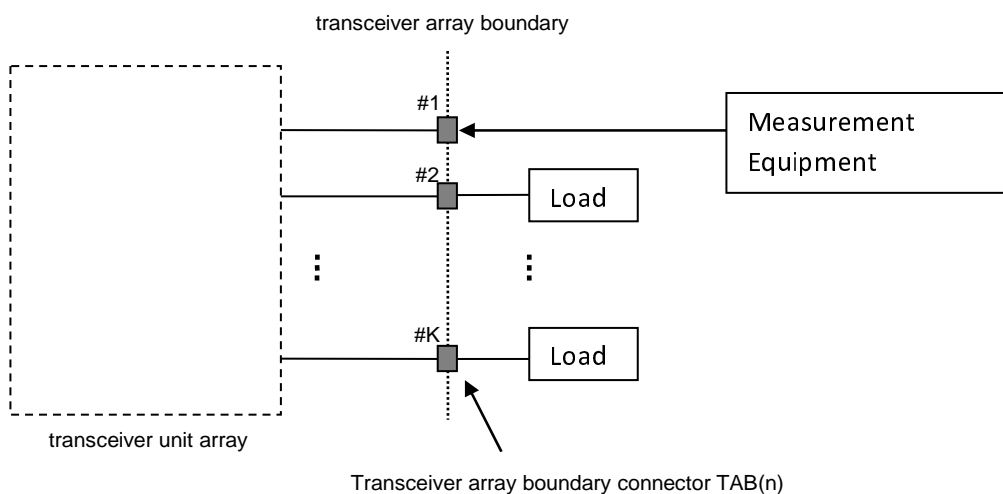 transceiver array boundary
#1
Measurement
Equipment
#2
Load
#K
Load
transceiver unit array
Transceiver array boundary connector TAB(n)